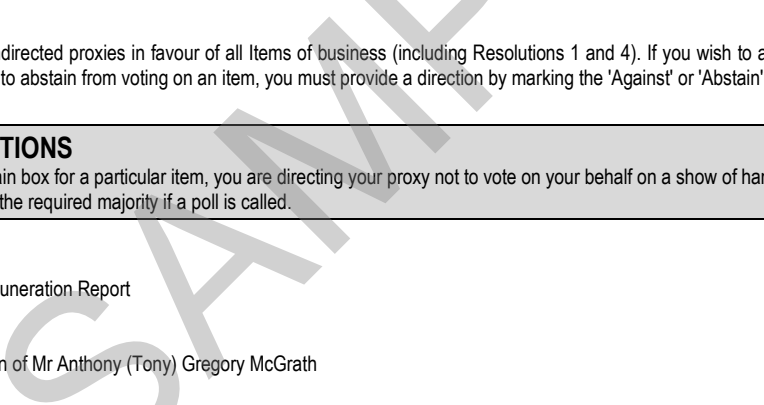 directed proxies in favour of all Items of business (including Resolutions 1 and 4). If you wish to a
to abstain from voting on an item, you must provide a direction by marking the 'Against' or 'Abstain'
TIONS
ain box for a particular item, you are directing your proxy not to vote on your behalf on a show of han
the required majority if a poll is called.
uneration Report
n of Mr Anthony (Tony) Gregory McGrath
SAMP